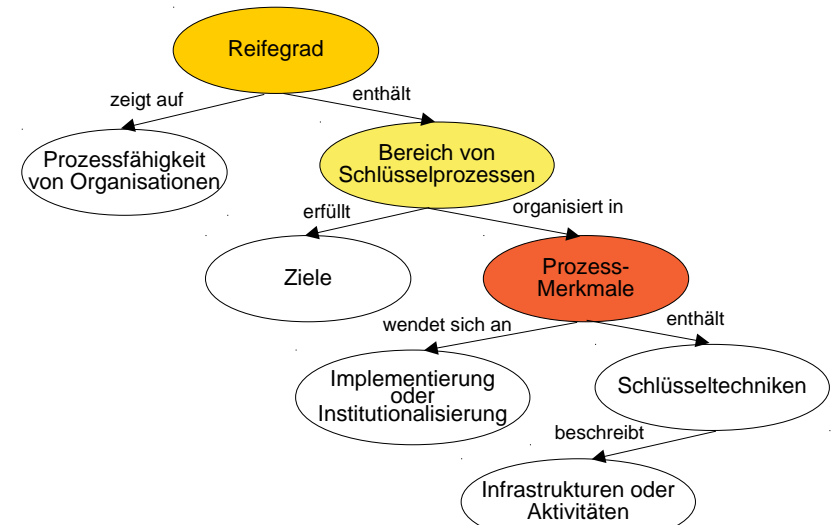 Reifegrad
zeigt auf
enthält
Prozessfähigkeit
von Organisationen
Bereich von
Schlüsselprozessen
erfüllt
organisiert in
Ziele
Prozess-
Merkmale
wendet sich an
enthält
Implementierung
oder
Institutionalisierung
Schlüsseltechniken
beschreibt
Infrastrukturen oder
Aktivitäten